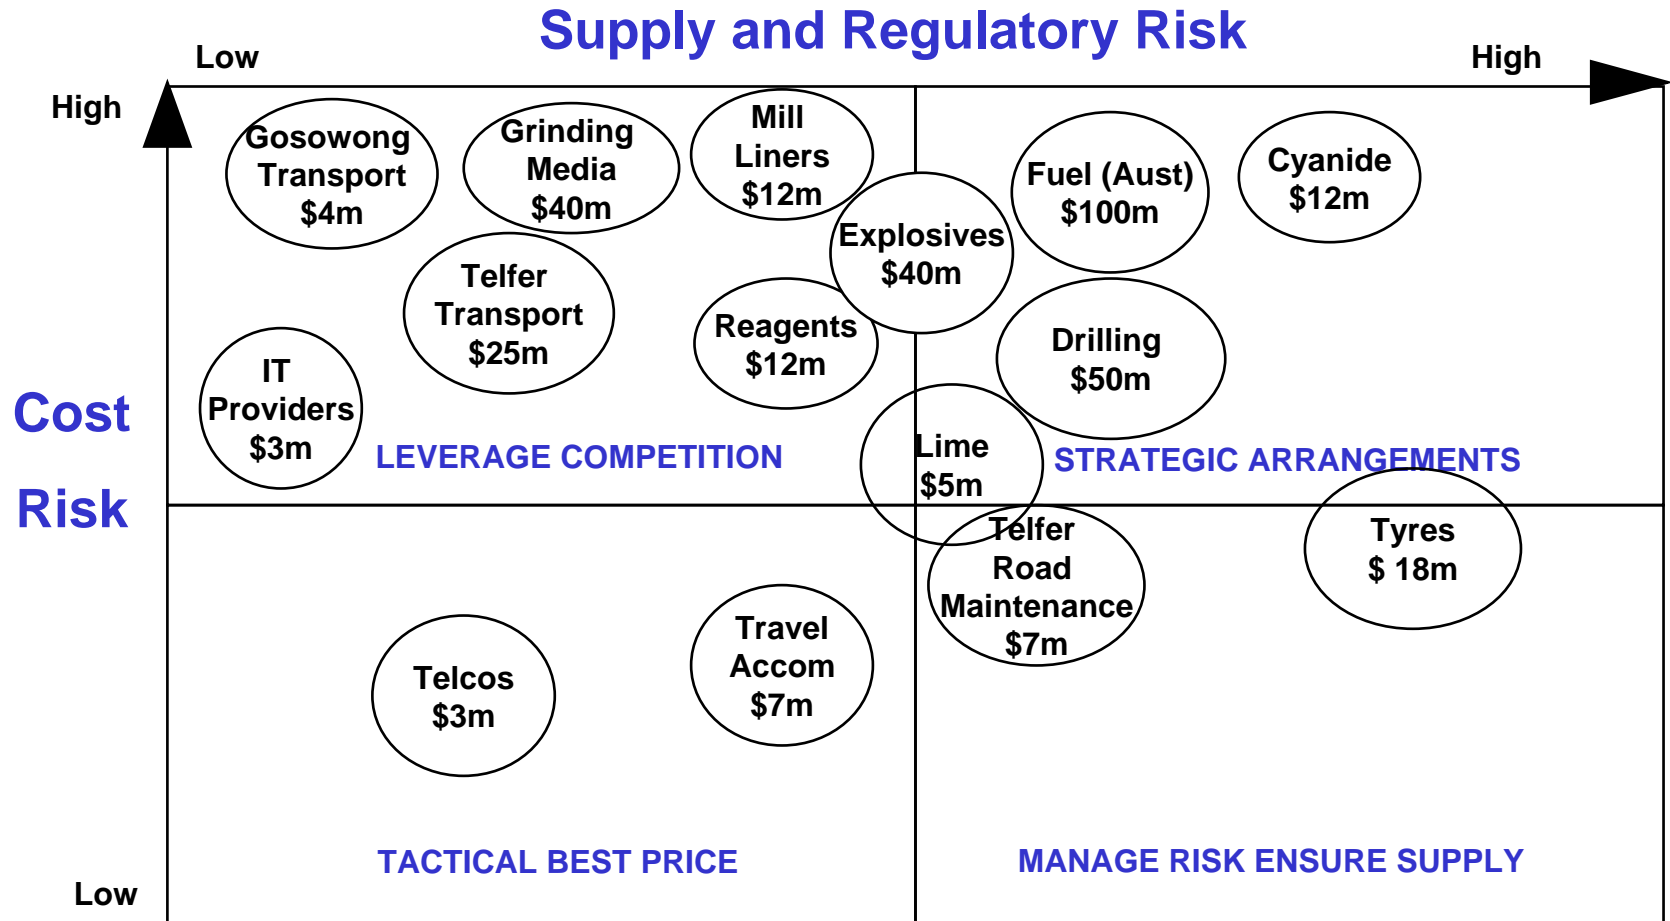 Supply and Regulatory Risk
Low
High
High
Gosowong
Transport
$4m
Grinding
Media
$40m
Mill
Liners
$12m
Fuel (Aust)
$100m
Cyanide
$12m
Explosives
$40m
Telfer
Transport
$25m
Reagents
$12m
Drilling
$50m
IT
Providers
$3m
Cost
Risk
LEVERAGE COMPETITION
Lime
$5m
STRATEGIC ARRANGEMENTS
Telfer
Road
Maintenance
$7m
Tyres
$ 18m
Telcos
$3m
Travel
Accom
$7m
TACTICAL BEST PRICE
MANAGE RISK ENSURE SUPPLY
Low